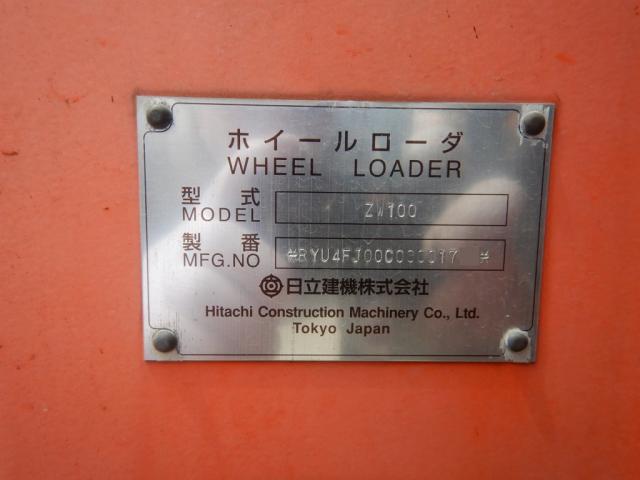 ホイールローダ
WHEEL LOADER
型式
MODEL
ZW100
製番
MFG.NO
日立建機株式会社
Hitachi Construction Machinery Co., Ltd.
Tokyo Japan